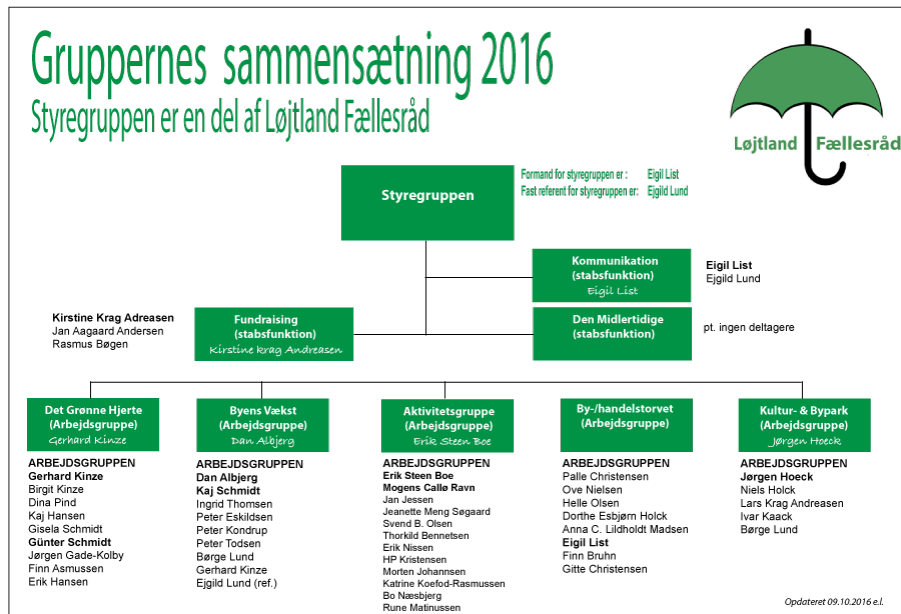 Gruppernes sammensætning 2016
Styregruppen er en del af Løjtland Fællesråd
Løjtland Fællesråd
Styregruppen
Formand for styregruppen er : Eigil List
Fast referent for styregruppen er: Ejgild Lund
Kommunikation
(stabsfunktion)
Eigil List
Eigil List
Ejgild Lund
Kirstine Krag Adreasen
Jan Aagaard Andersen
Rasmus Bøgen
Fundraising
(stabsfunktion)
Kirstine krag Andreasen
Den Midlertidige
(stabsfunktion)
pt. ingen deltagere
Det Grønne Hjerte
(Arbejdsgruppe)
Gerhard Kinze
ARBEJDSGRUPPEN
Gerhard Kinze
Birgit Kinze
Dina Pind
Kaj Hansen
Gisela Schmidt
Günter Schmidt
Jørgen Gade-Kolby
Finn Asmussen
Erik Hansen
Byens Vækst
(Arbejdsgruppe)
Dan Albjerg
ARBEJDSGRUPPEN
Dan Albjerg
Kaj Schmidt
Ingrid Thomsen
Peter Eskildsen
Peter Kondrup
Peter Todsen
Børge Lund
Gerhard Kinze
Ejgild Lund (ref.)
Aktivitetsgruppe
(Arbejdsgruppe)
Erik Steen Boe
ARBEJDSGRUPPEN
Erik Steen Boe
Mogens Callø Ravn
Jan Jessen
Jeanette Meng Søgaard
Svend B. Olsen
Thorkild Bennetsen
Erik Nissen
HP Kristensen
Morten Johannsen
Katrine Koefod-Rasmussen
Bo Næsbjerg
Rune Matinussen
By-/handelstorvet
(Arbejdsgruppe)
ARBEJDSGRUPPEN
Palle Christensen
Ove Nielsen
Helle Olsen
Dorthe Esbjørn Holck
Anna C. Lildholdt Madsen
Eigil List
Finn Bruhn
Gitte Christensen
Kultur- & Bypark
(Arbejdsgruppe)
Jørgen Hoeck
ARBEJDSGRUPPEN
Jørgen Hoeck
Niels Holck
Lars Krag Andreasen
Ivar Kaack
Børge Lund
Opdateret 09.10.2016 e.l.